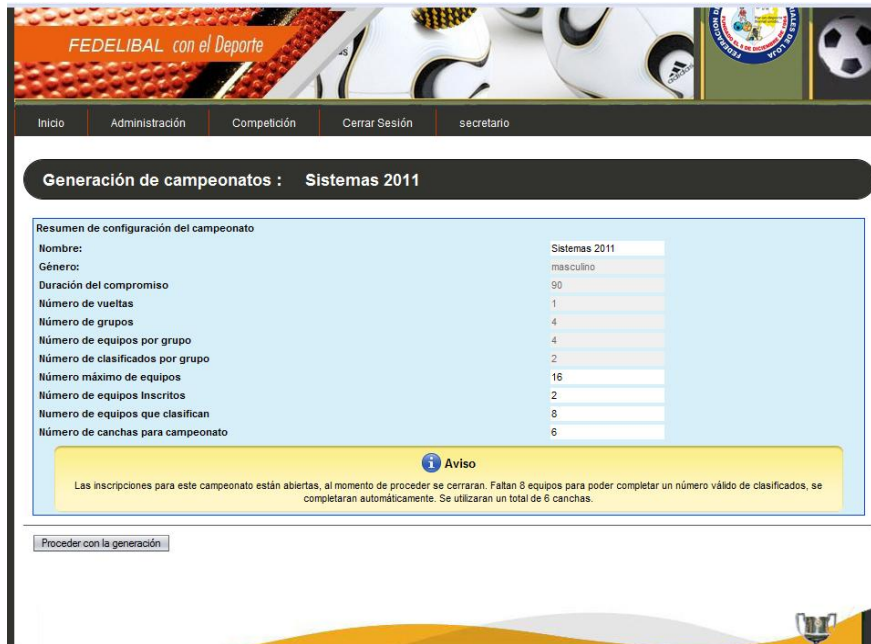 FEDELIBAL con el Deporte
adidas
Inicio Administración Competición Cerrar Sesión secretario
Generación de campeonatos : Sistemas 2011
Resumen de configuración del campeonato
Nombre: Sistemas 2011
Género: masculino
Duración del compromiso 90
Número de vueltas 1
Número de grupos 4
Número de equipos por grupo 4
Número de clasificados por grupo 2
Número máximo de equipos 16
Número de equipos Inscritos 2
Numero de equipos que clasifican 8
Número de canchas para campeonato 6
Aviso
Las inscripciones para este campeonato están abiertas, al momento de proceder se cerraran. Faltan 8 equipos para poder completar un número válido de clasificados, se
completaran automáticamente. Se utilizaran un total de 6 canchas.
Proceder con la generación